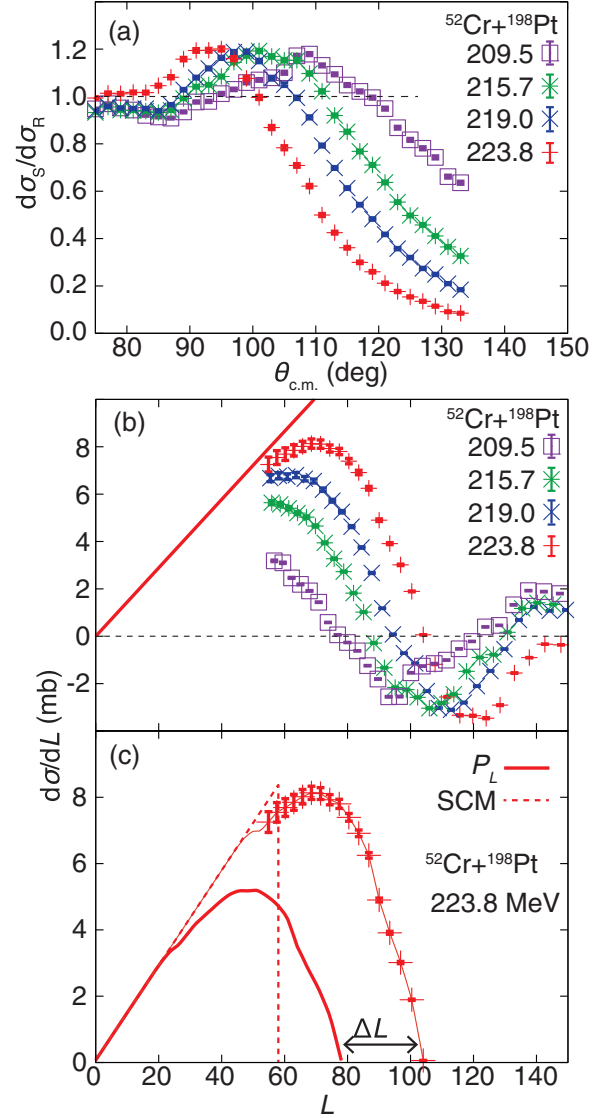 (a)
⁵²Cr+¹⁹⁸Pt
209.5
215.7
219.0
223.8
dσS/dσR
1.2
1.0
0.8
0.6
0.4
0.2
0.0
80 90 100 110 120 130 140 150
θc.m. (deg)
(b)
⁵²Cr+¹⁹⁸Pt
209.5
215.7
219.0
223.8
8
6
4
2
0
-2
dσ/dL (mb)
(c)
PL
SCM
⁵²Cr+¹⁹⁸Pt
223.8 MeV
8
6
4
2
0
ΔL
0 20 40 60 80 100 120 140
L